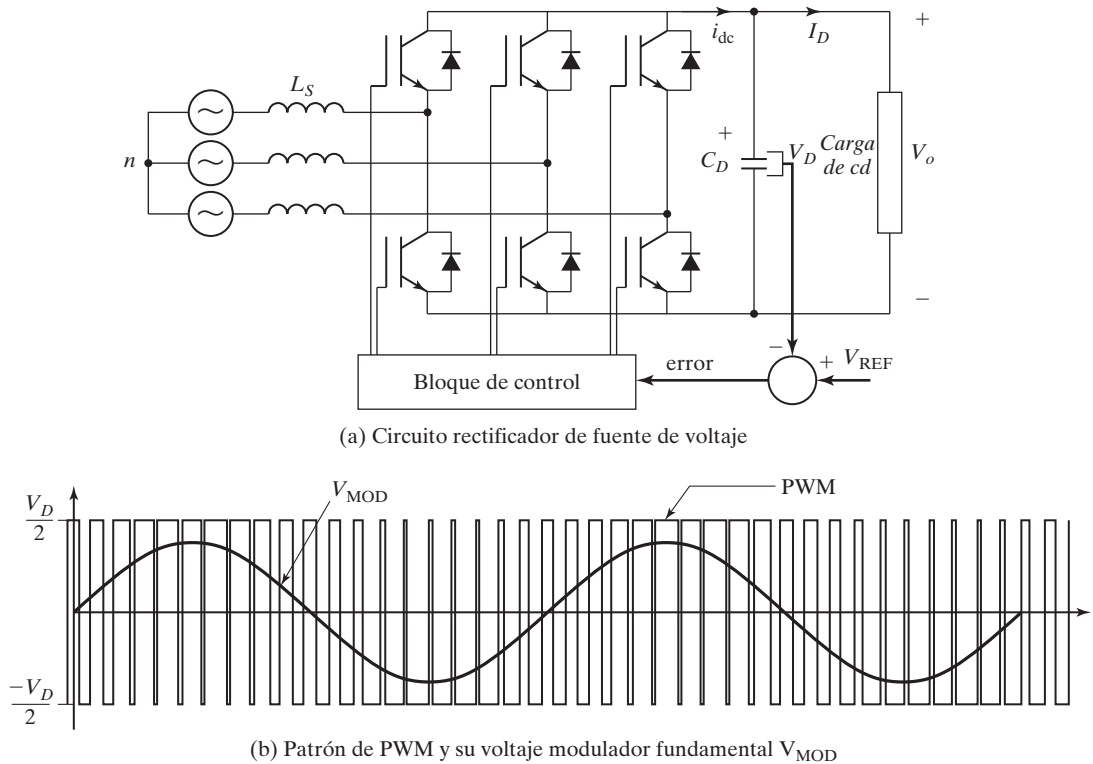 i_dc
I_D
+
L_S
n
+
C_D
V_D
Carga
de cd
V_o
−
−
+ V_REF
error
Bloque de control
(a) Circuito rectificador de fuente de voltaje
V_D
2
V_MOD
PWM
−V_D
2
(b) Patrón de PWM y su voltaje modulador fundamental V_MOD